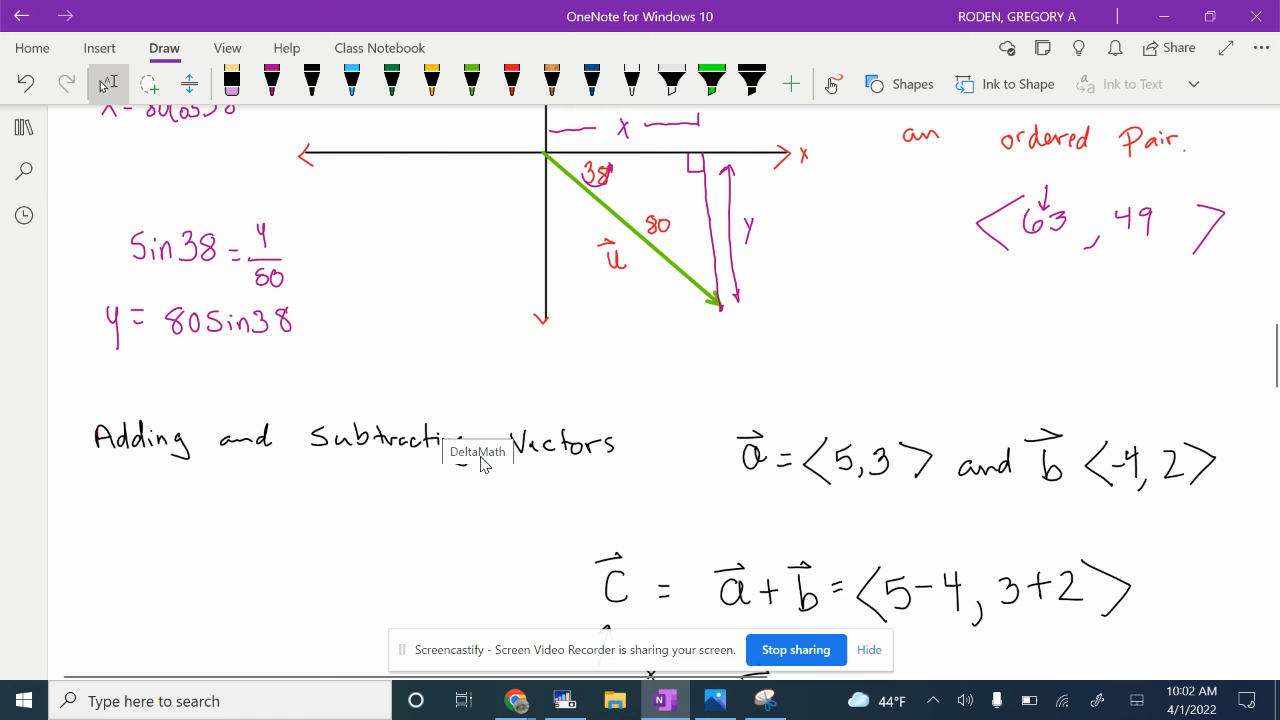 OneNote for Windows 10
RODEN, GREGORY A
Home Insert Draw View Help Class Notebook
Share
Shapes Ink to Shape Ink to Text
x = 80cos38
x
x
an ordered Pair.
38
80
u
y
<63, 49>
Sin38 = y
80
y = 80Sin38
Adding and Subtracting Vectors
DeltaMath
a = <5,3> and b <-4, 2>
c = a + b = <5-4, 3+2>
Screencastify - Screen Video Recorder is sharing your screen. Stop sharing Hide
x
Type here to search
44°F
10:02 AM
4/1/2022